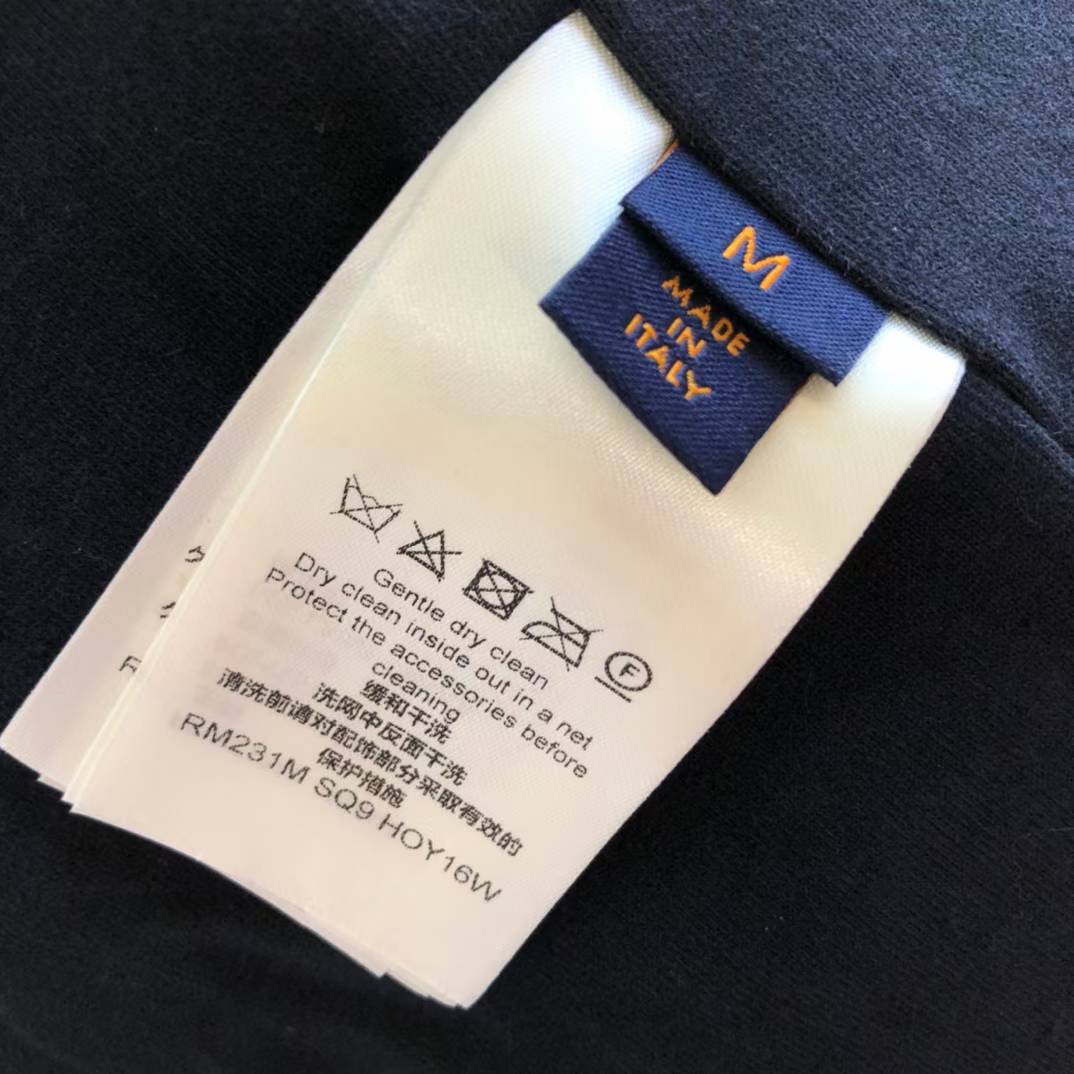 M
MADE
IN
ITALY
F
Gentle dry clean
Dry clean inside out in a net
Protect the accessories before
cleaning
缓和干洗
洗网中反面干洗
清洗前请对配饰部分采取有效的
保护措施
RM231M SQ9 HOY16W